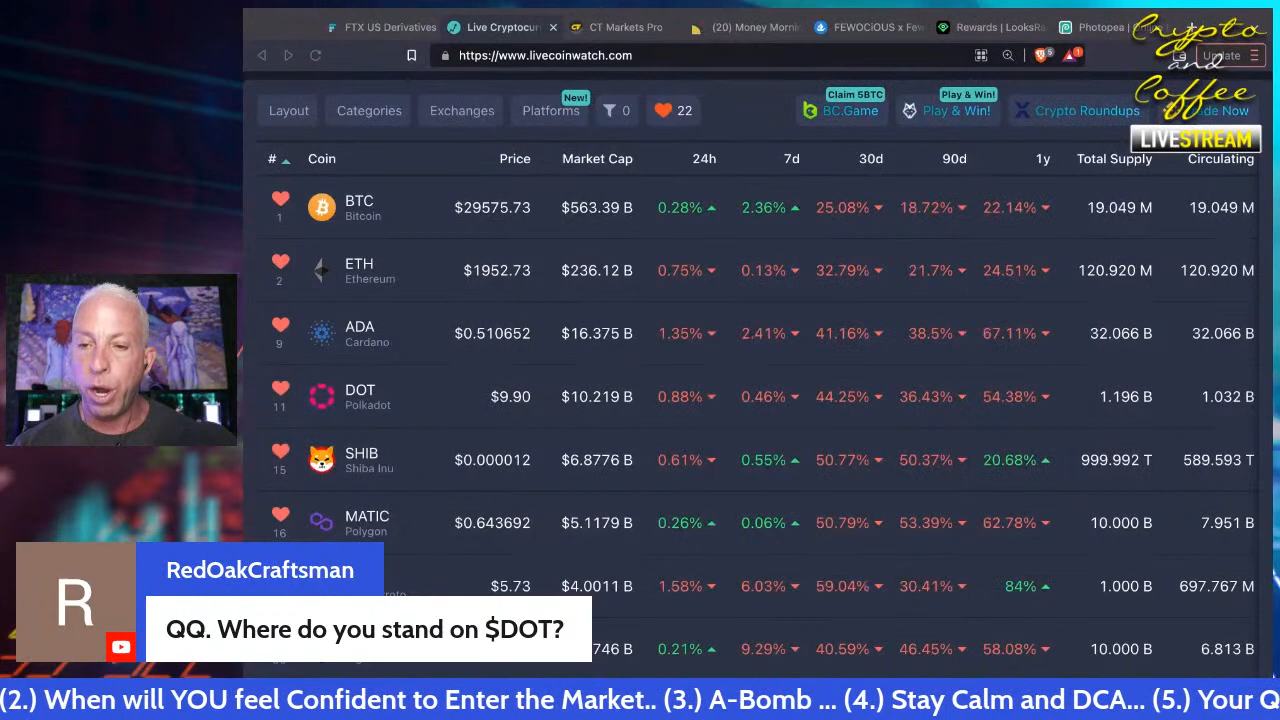 FTX US Derivatives
Live Cryptocur
CT Markets Pro
(20) Money Morni
FEWOCiOUS x Few
Rewards | LooksRa
Photopea | On
https://www.livecoinwatch.com
5
1
Update
Crypto
and
Coffee
LIVESTREAM
Layout
Categories
Exchanges
Platforms
New!
0
22
Claim 5BTC
BC.Game
Play & Win!
Play & Win!
Crypto Roundups
Now
# Coin Price Market Cap 24h 7d 30d 90d 1y Total Supply Circulating
1 BTC Bitcoin $29575.73 $563.39 B 0.28% 2.36% 25.08% 18.72% 22.14% 19.049 M 19.049 M
2 ETH Ethereum $1952.73 $236.12 B 0.75% 0.13% 32.79% 21.7% 24.51% 120.920 M 120.920 M
9 ADA Cardano $0.510652 $16.375 B 1.35% 2.41% 41.16% 38.5% 67.11% 32.066 B 32.066 B
11 DOT Polkadot $9.90 $10.219 B 0.88% 0.46% 44.25% 36.43% 54.38% 1.196 B 1.032 B
15 SHIB Shiba Inu $0.000012 $6.8776 B 0.61% 0.55% 50.77% 50.37% 20.68% 999.992 T 589.593 T
16 MATIC Polygon $0.643692 $5.1179 B 0.26% 0.06% 50.79% 53.39% 62.78% 10.000 B 7.951 B
$5.73 $4.0011 B 1.58% 6.03% 59.04% 30.41% 84% 1.000 B 697.767 M
746 B 0.21% 9.29% 40.59% 46.45% 58.08% 10.000 B 6.813 B
R
RedOakCraftsman
QQ. Where do you stand on $DOT?
(2.) When will YOU feel Confident to Enter the Market.. (3.) A-Bomb ... (4.) Stay Calm and DCA... (5.) Your Q